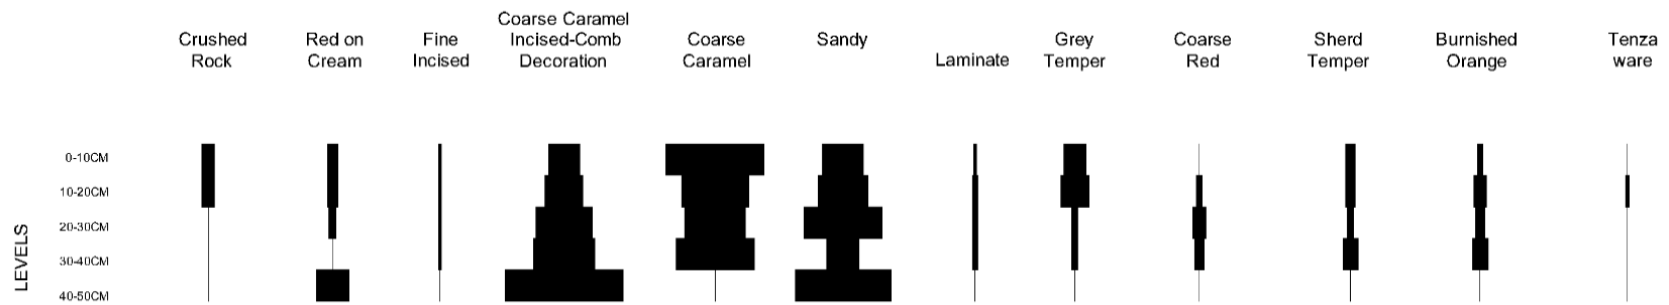 Crushed
Rock
Red on
Cream
Fine
Incised
Coarse Caramel
Incised-Comb
Decoration
Coarse
Caramel
Sandy
Laminate
Grey
Temper
Coarse
Red
Sherd
Temper
Burnished
Orange
Tenza
ware
LEVELS
0-10CM
10-20CM
20-30CM
30-40CM
40-50CM